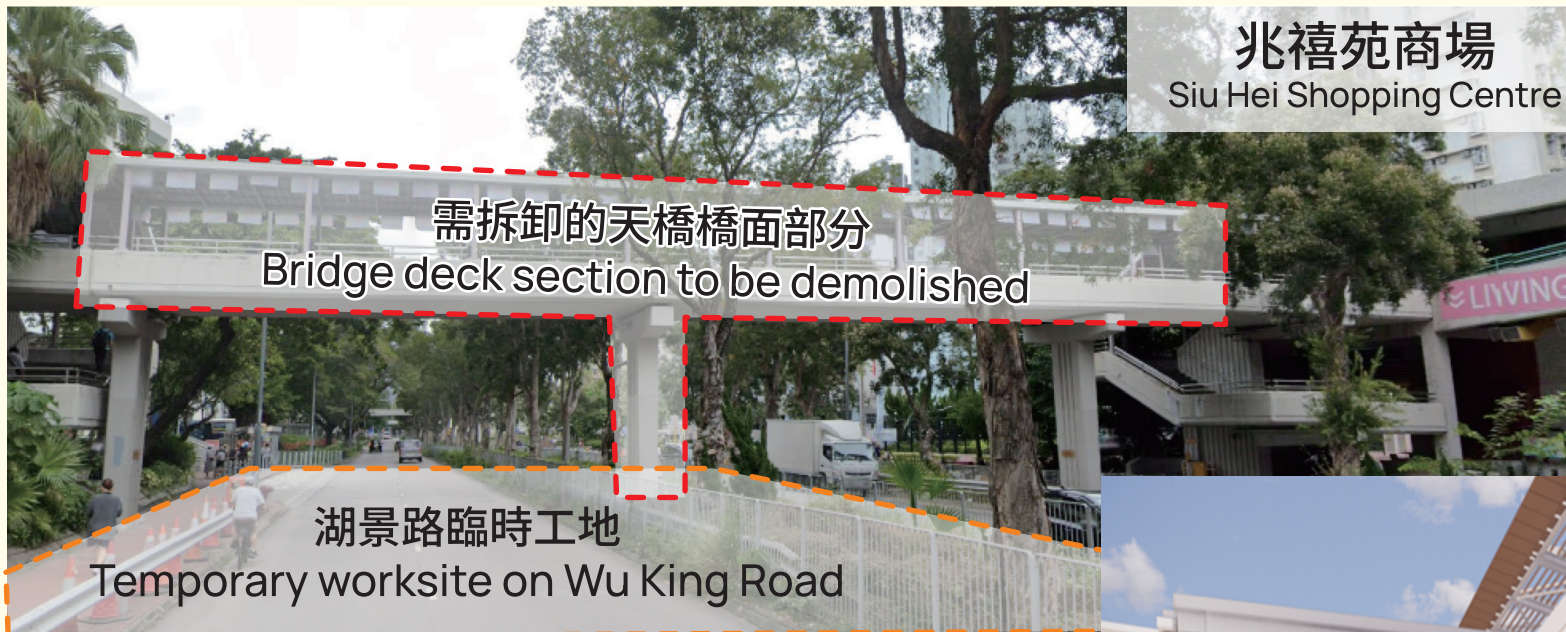 兆禧苑商場
Siu Hei Shopping Centre
需拆卸的天橋橋面部分
Bridge deck section to be demolished
LIVING
湖景路臨時工地
Temporary worksite on Wu King Road